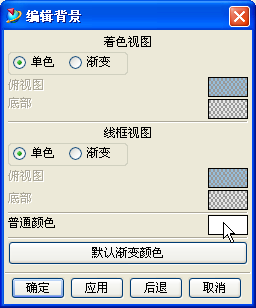 编辑背景
着色视图
单色 渐变
俯视图
底部
线框视图
单色 渐变
俯视图
底部
普通颜色
默认渐变颜色
确定 应用 后退 取消